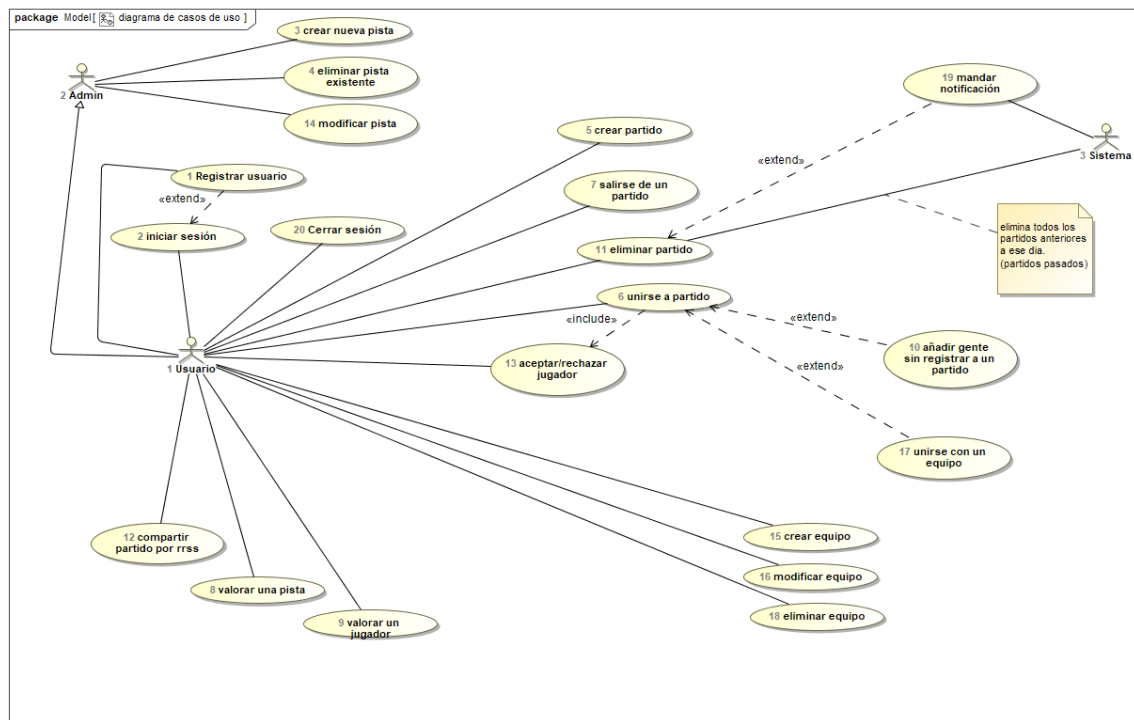 package Model[ diagrama de casos de uso ]
3 crear nueva pista
4 eliminar pista
existente
2 Admin
14 modificar pista
19 mandar
notificación
5 crear partido
3 Sistema
«extend»
1 Registrar usuario
7 salirse de un
partido
«extend»
20 Cerrar sesión
2 iniciar sesión
11 eliminar partido
elimina todos los
partidos anteriores
a ese dia.
(partidos pasados)
6 unirse a partido
«include»
«extend»
10 añadir gente
sin registrar a un
partido
13 aceptar/rechazar
jugador
«extend»
1 Usuario
17 unirse con un
equipo
12 compartir
partido por rrss
15 crear equipo
16 modificar equipo
8 valorar una pista
18 eliminar equipo
9 valorar un
jugador